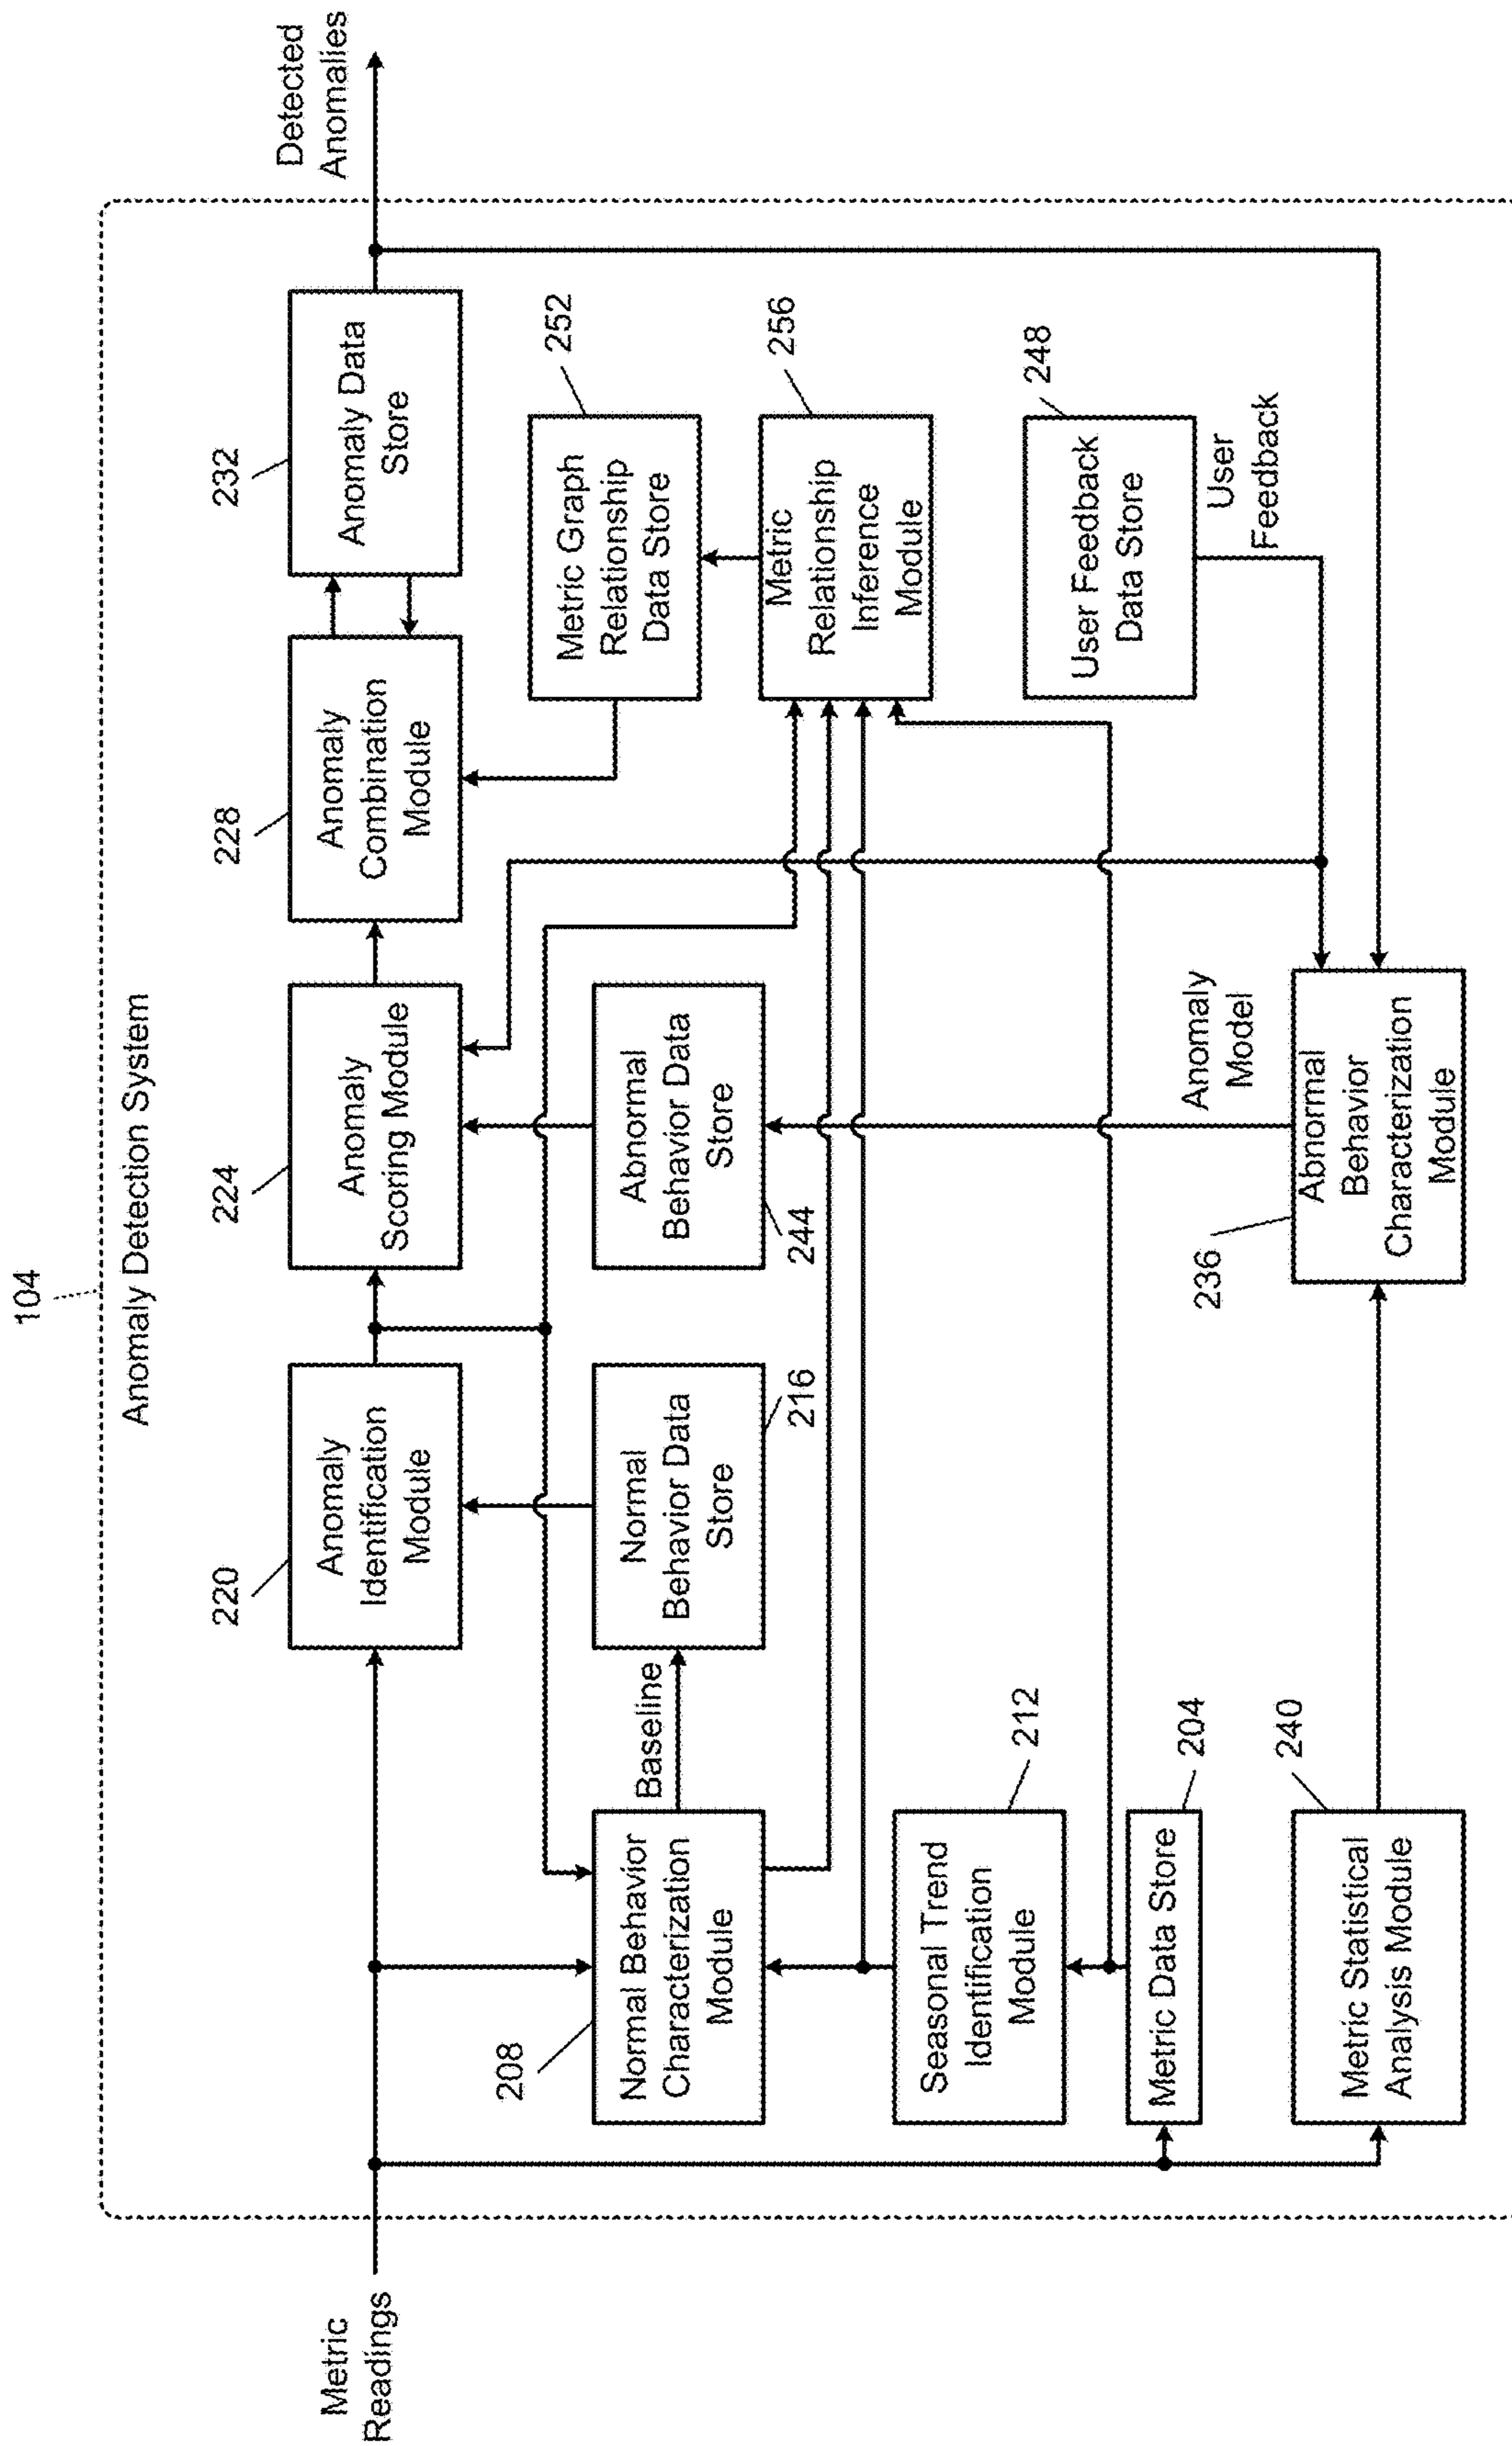 104
Anomaly Detection System
Metric
Readings
220
Anomaly
Identification
Module
224
Anomaly
Scoring Module
228
Anomaly
Combination
Module
232
Anomaly Data
Store
Detected
Anomalies
208
Normal Behavior
Characterization
Module
Baseline
Normal
Behavior Data
Store
216
Abnormal
Behavior Data
Store
244
Metric Graph
Relationship
Data Store
252
Metric
Relationship
Inference
Module
256
Seasonal Trend
Identification
Module
212
Metric Data Store
204
User Feedback
Data Store
248
User
Feedback
Metric Statistical
Analysis Module
240
Anomaly
Model
236
Abnormal
Behavior
Characterization
Module